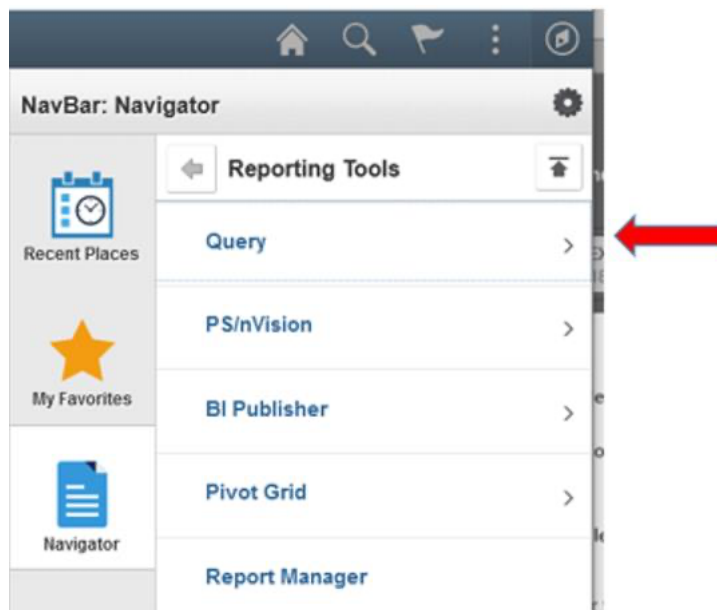 NavBar: Navigator
Reporting Tools
Recent Places
Query
PS/nVision
My Favorites
BI Publisher
Pivot Grid
Navigator
Report Manager